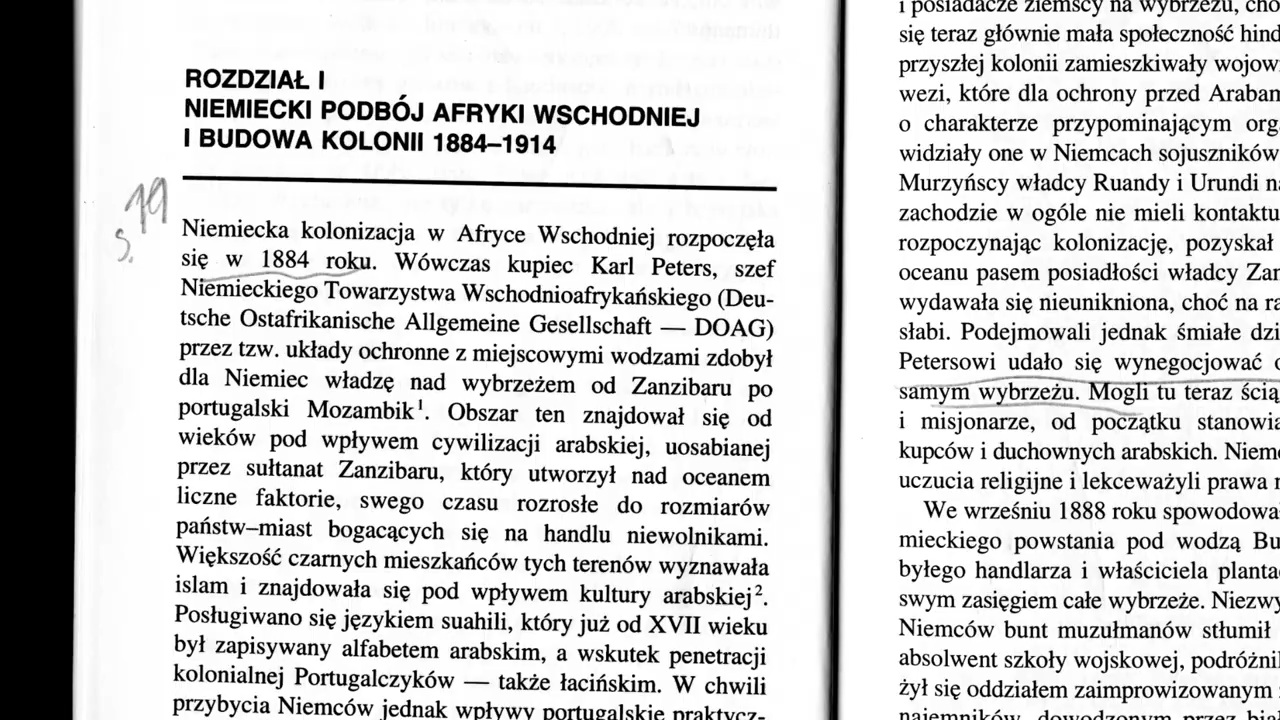 ROZDZIAŁ I
NIEMIECKI PODBÓJ AFRYKI WSCHODNIEJ
I BUDOWA KOLONII 1884–1914
s. 19
Niemiecka kolonizacja w Afryce Wschodniej rozpoczęła
się w 1884 roku. Wówczas kupiec Karl Peters, szef
Niemieckiego Towarzystwa Wschodnioafrykańskiego (Deu-
tsche Ostafrikanische Allgemeine Gesellschaft — DOAG)
przez tzw. układy ochronne z miejscowymi wodzami zdobył
dla Niemiec władzę nad wybrzeżem od Zanzibaru po
portugalski Mozambik¹. Obszar ten znajdował się od
wieków pod wpływem cywilizacji arabskiej, uosabianej
przez sułtanat Zanzibaru, który utworzył nad oceanem
liczne faktorie, swego czasu rozrosłe do rozmiarów
państw–miast bogacących się na handlu niewolnikami.
Większość czarnych mieszkańców tych terenów wyznawała
islam i znajdowała się pod wpływem kultury arabskiej².
Posługiwano się językiem suahili, który już od XVII wieku
był zapisywany alfabetem arabskim, a wskutek penetracji
kolonialnej Portugalczyków — także łacińskim. W chwili
przybycia Niemców jednak wpływy portugalskie praktycz-
i posiadacze ziemscy na wybrzeżu, cho
się teraz głównie mała społeczność hind
przyszłej kolonii zamieszkiwały wojow
wezi, które dla ochrony przed Araban
o charakterze przypominającym org
widziały one w Niemcach sojuszników
Murzyńscy władcy Ruandy i Urundi n
zachodzie w ogóle nie mieli kontaktu
rozpoczynając kolonizację, pozyskał
oceanu pasem posiadłości władcy Zan
wydawała się nieunikniona, choć na ra
słabi. Podejmowali jednak śmiałe dzi
Petersowi udało się wynegocjować
samym wybrzeżu. Mogli tu teraz ścią
i misjonarze, od początku stanowia
kupców i duchownych arabskich. Niem
uczucia religijne i lekceważyli prawa
We wrześniu 1888 roku spowodowa
mieckiego powstania pod wodzą Bu
byłego handlarza i właściciela planta
swym zasięgiem całe wybrzeże. Niezwy
Niemców bunt muzułmanów stłumił
absolwent szkoły wojskowej, podróżnik
żył się oddziałem zaimprowizowanym
najemników, dowodzonym przez